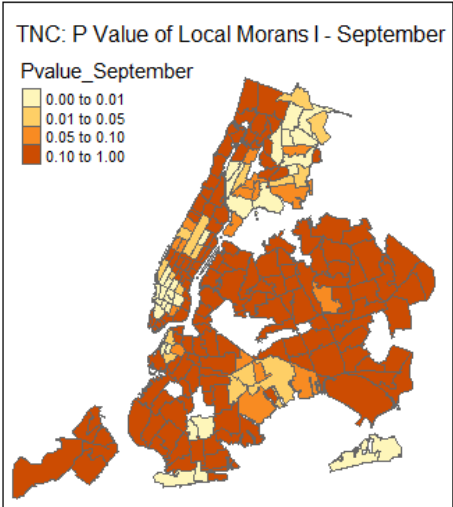 TNC: P Value of Local Morans I - September
Pvalue_September
0.00 to 0.01
0.01 to 0.05
0.05 to 0.10
0.10 to 1.00